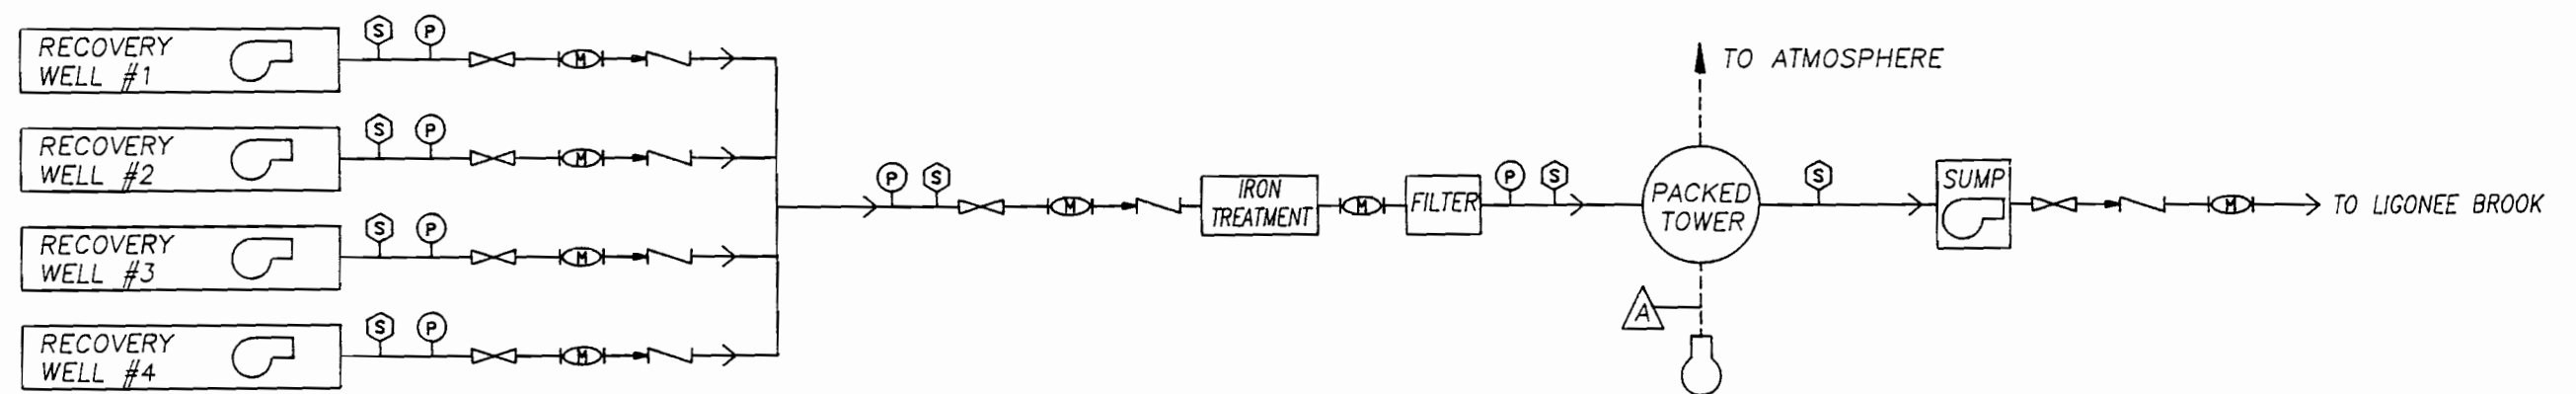 RECOVERY
WELL #1
S
P
M
RECOVERY
WELL #2
S
P
M
RECOVERY
WELL #3
S
P
M
RECOVERY
WELL #4
S
P
M
P
S
M
IRON
TREATMENT
M
FILTER
P
S
TO ATMOSPHERE
PACKED
TOWER
A
S
SUMP
M
TO LIGONEE BROOK